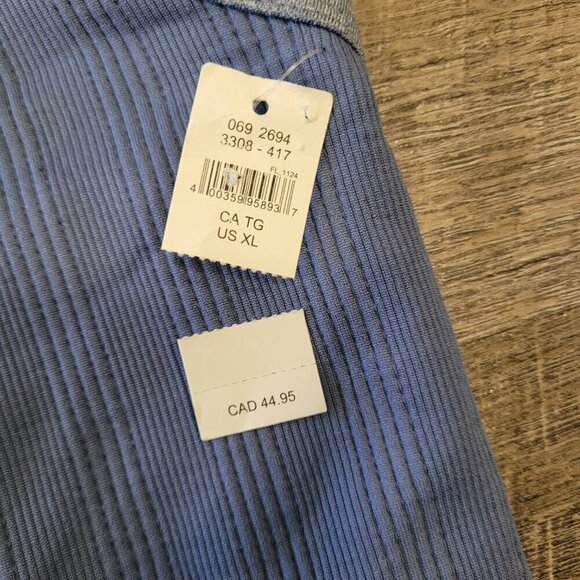 069 2694
3308 - 417
FL.1124
4 00359 95893 7
CA TG
US XL
CAD 44.95